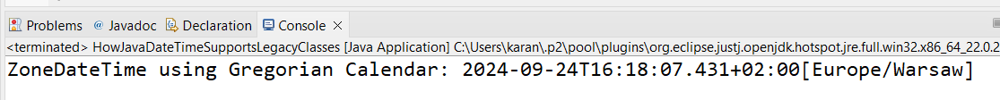 Problems @ Javadoc Declaration Console
<terminated> HowJavaDateTimeSupportsLegacyClasses [Java Application] C:\Users\karan\.p2\pool\plugins\org.eclipse.justj.openjdk.hotspot.jre.full.win32.x86_64_22.0.2
ZoneDateTime using Gregorian Calendar: 2024-09-24T16:18:07.431+02:00[Europe/Warsaw]